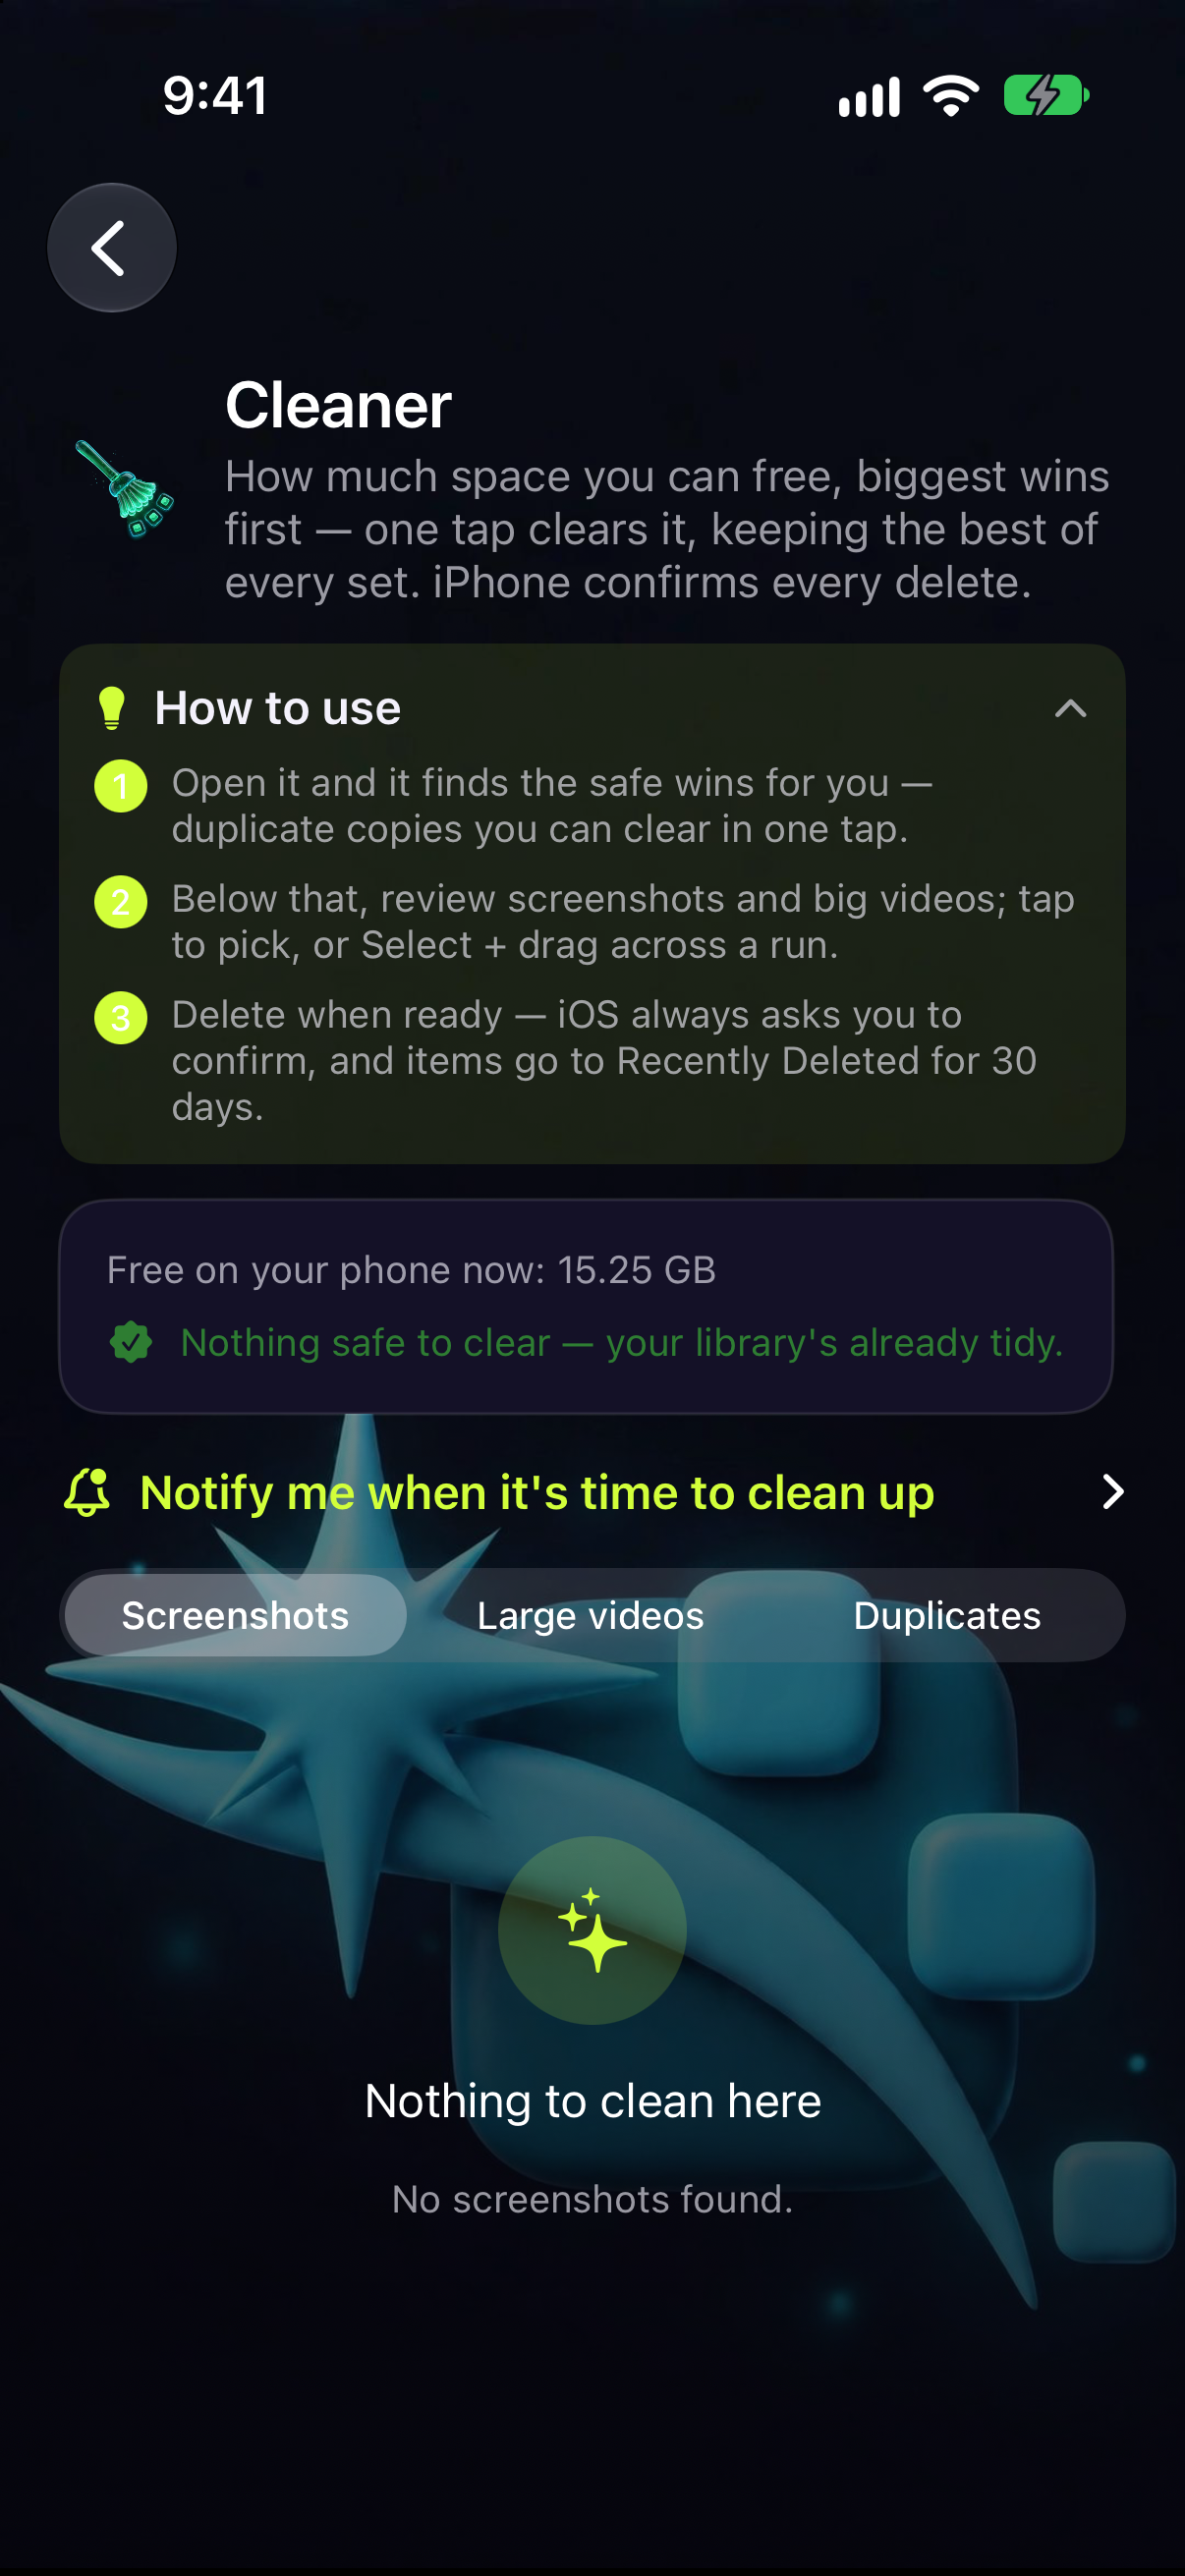 9:41
Cleaner
How much space you can free, biggest wins
first — one tap clears it, keeping the best of
every set. iPhone confirms every delete.
How to use
1 Open it and it finds the safe wins for you —
duplicate copies you can clear in one tap.
2 Below that, review screenshots and big videos; tap
to pick, or Select + drag across a run.
3 Delete when ready — iOS always asks you to
confirm, and items go to Recently Deleted for 30
days.
Free on your phone now: 15.25 GB
Nothing safe to clear — your library's already tidy.
Notify me when it's time to clean up
Screenshots Large videos Duplicates
Nothing to clean here
No screenshots found.